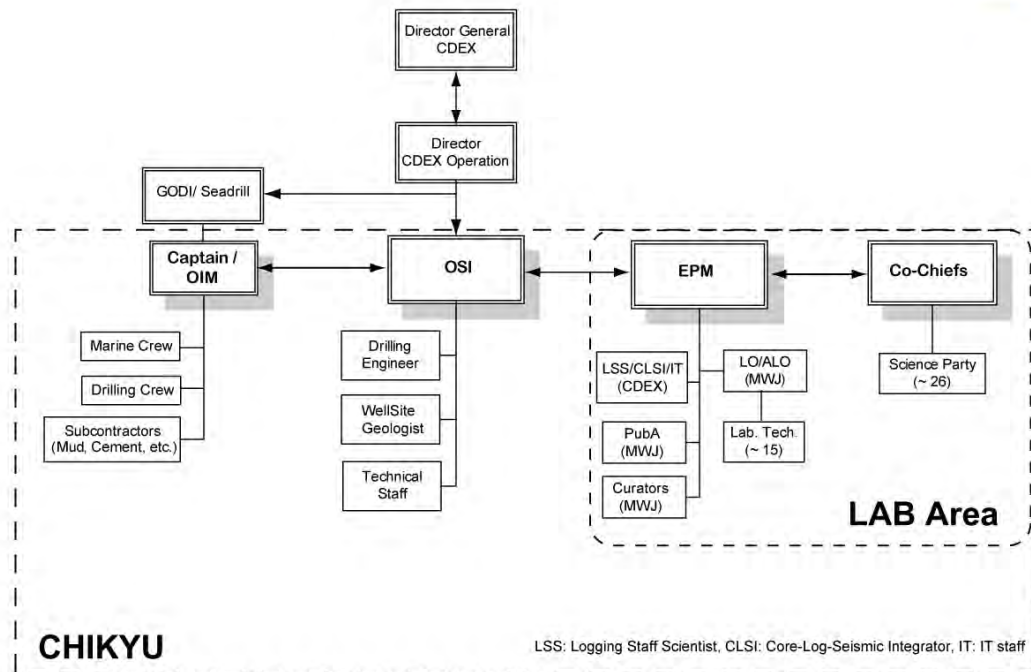 Director General
CDEX
Director
CDEX Operation
GODI/ Seadrill
Captain /
OIM
OSI
EPM
Co-Chiefs
Marine Crew
Drilling Crew
Subcontractors
(Mud, Cement, etc.)
Drilling
Engineer
WellSite
Geologist
Technical
Staff
LSS/CLSI/IT
(CDEX)
LO/ALO
(MWJ)
PubA
(MWJ)
Lab. Tech.
(~ 15)
Curators
(MWJ)
Science Party
(~ 26)
LAB Area
CHIKYU
LSS: Logging Staff Scientist, CLSI: Core-Log-Seismic Integrator, IT: IT staff